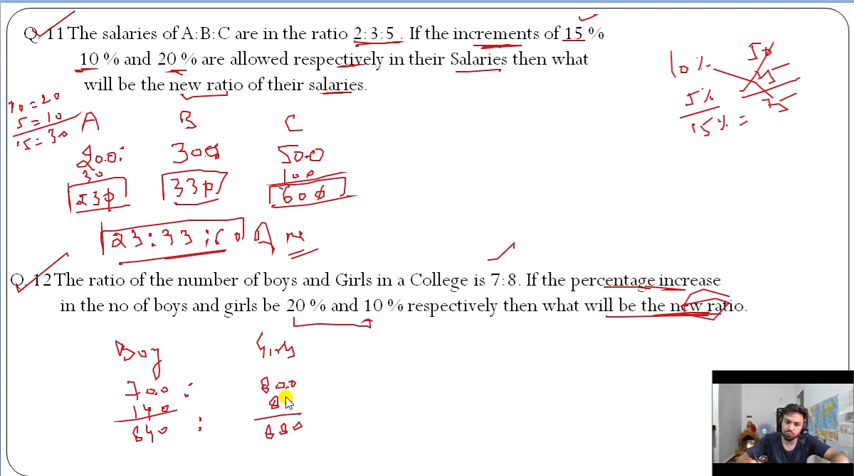 Q. 11 The salaries of A:B:C are in the ratio 2:3:5 . If the increments of 15 %
10 % and 20 % are allowed respectively in their Salaries then what
will be the new ratio of their salaries.
10%
5%
15% =
10 = 20
5 = 10
15 = 30
A B C
200 : 300 500
30 100
230 330 600
23 : 33 : 60 Ans
Q. 12 The ratio of the number of boys and Girls in a College is 7:8. If the percentage increase
in the no of boys and girls be 20 % and 10 % respectively then what will be the new ratio.
Boy Girls
700 : 800
140 8
840 : 880